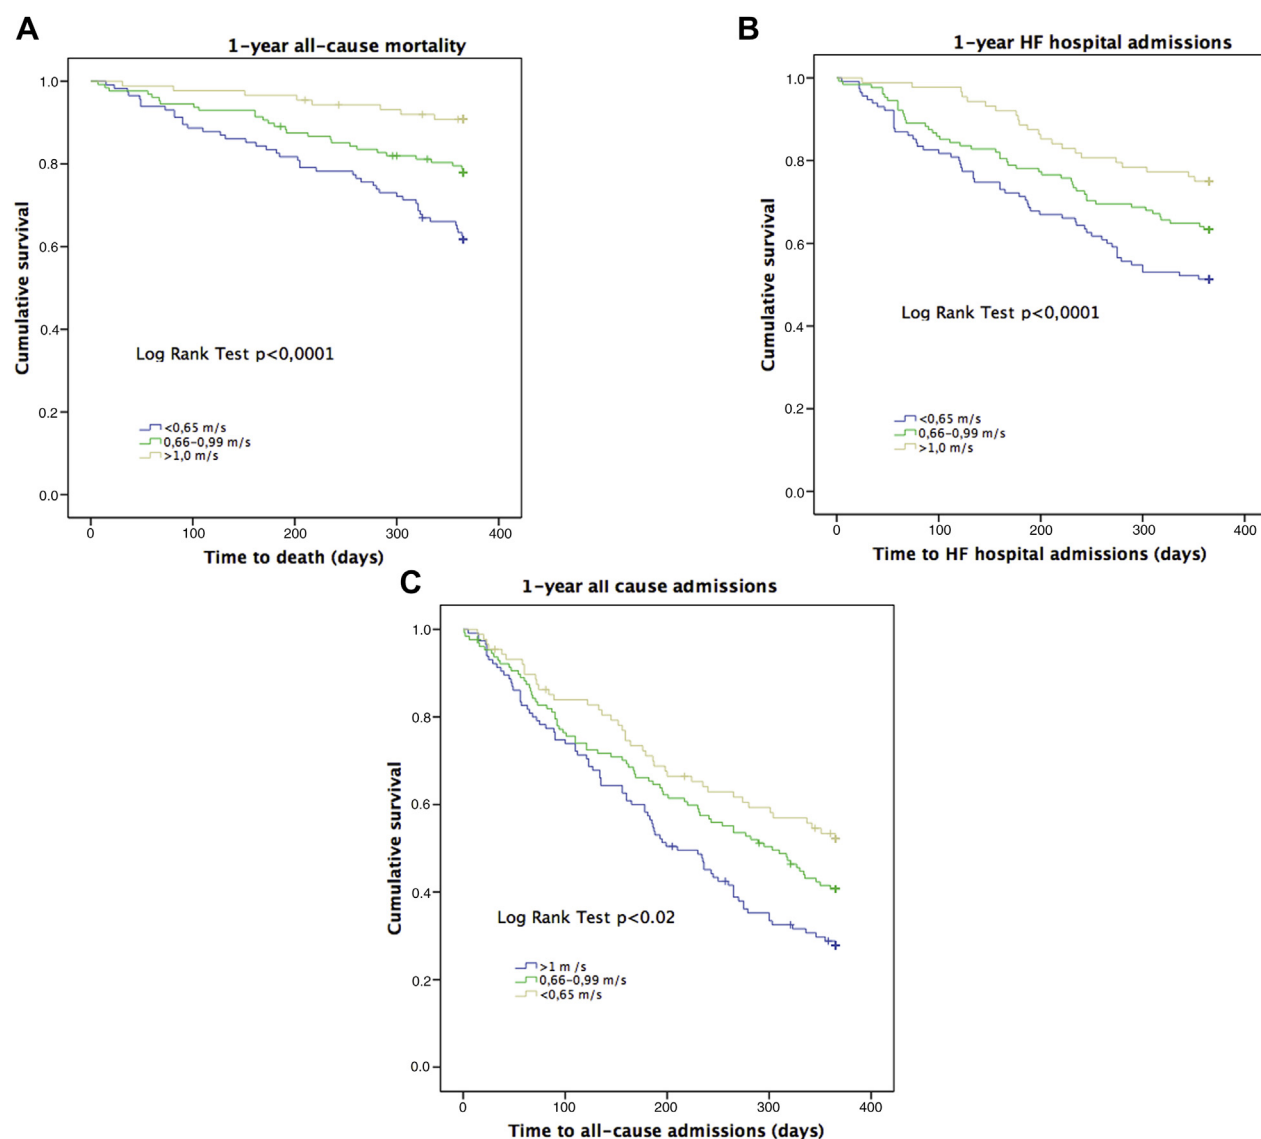 A
1-year all-cause mortality
Cumulative survival
1.0
0.8
0.6
0.4
0.2
0.0
Log Rank Test p<0,0001
<0,65 m/s
0,66-0,99 m/s
>1,0 m/s
0 100 200 300 400
Time to death (days)
B
1-year HF hospital admissions
Cumulative survival
1.0
0.8
0.6
0.4
0.2
0.0
Log Rank Test p<0,0001
<0,65 m/s
0,66-0,99 m/s
>1,0 m/s
0 100 200 300 400
Time to HF hospital admissions (days)
C
1-year all cause admissions
Cumulative survival
1.0
0.8
0.6
0.4
0.2
0.0
Log Rank Test p<0.02
>1 m /s
0,66-0,99 m/s
<0,65 m/s
0 100 200 300 400
Time to all-cause admissions (days)